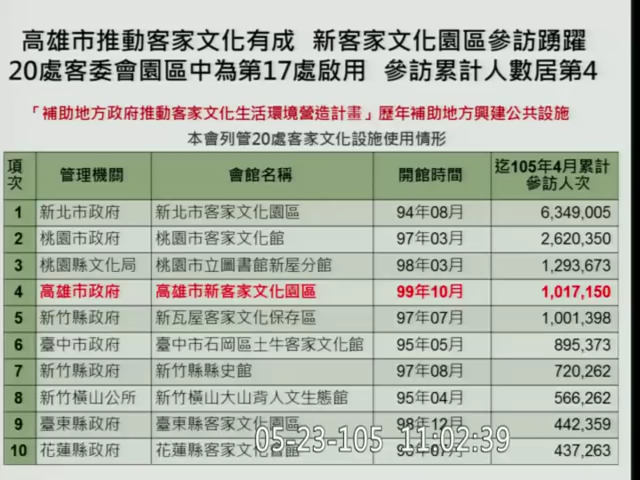 高雄市推動客家文化有成 新客家文化園區參訪踴躍
20處客委會園區中為第17處啟用 參訪累計人數居第4
「補助地方政府推動客家文化生活環境營造計畫」歷年補助地方興建公共設施
本會列管20處客家文化設施使用情形
項次 管理機關 會館名稱 開館時間 迄105年4月累計參訪人次
1 新北市政府 新北市客家文化園區 94年08月 6,349,005
2 桃園市政府 桃園市客家文化館 97年03月 2,620,350
3 桃園縣文化局 桃園市立圖書館新屋分館 98年03月 1,293,673
4 高雄市政府 高雄市新客家文化園區 99年10月 1,017,150
5 新竹縣政府 新瓦屋客家文化保存區 97年07月 1,001,398
6 臺中市政府 臺中市石岡區土牛客家文化館 95年05月 895,373
7 新竹縣政府 新竹縣縣史館 97年08月 720,262
8 新竹橫山公所 新竹橫山大山背人文生態館 95年04月 566,262
9 臺東縣政府 臺東縣客家文化園區 98年12月 442,359
10 花蓮縣政府 花蓮縣客家文化會館 年07月 437,263
05-23-105 11:02:39